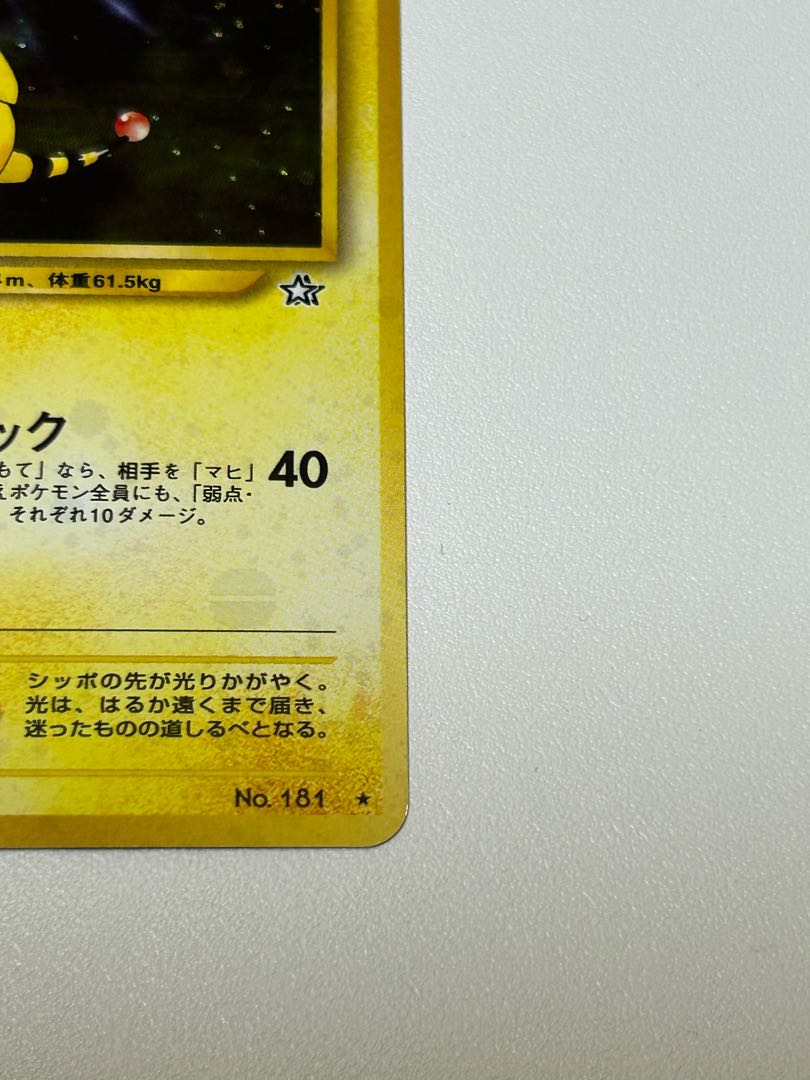 m、体重61.5kg
ック
もて」なら、相手を「マヒ」 40
ポケモン全員にも、「弱点・
それぞれ10ダメージ。
シッポの先が光りかがやく。
光は、はるか遠くまで届き、
迷ったものの道しるべとなる。
No. 181 ★